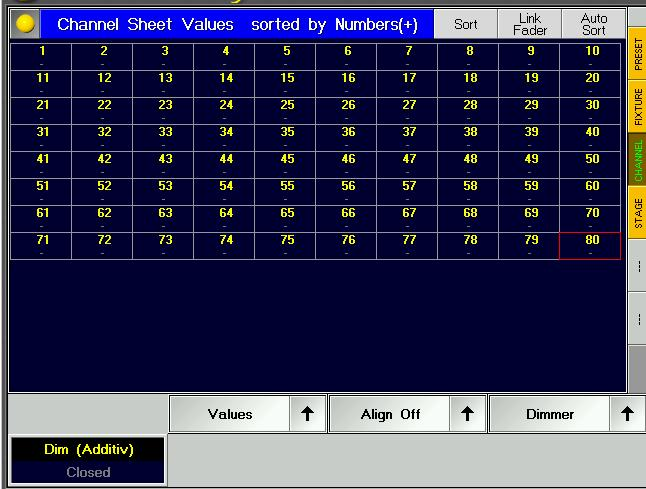 Channel Sheet Values sorted by Numbers(+) Sort Link Fader Auto Sort
1 2 3 4 5 6 7 8 9 10
- - - - - - - - - -
11 12 13 14 15 16 17 18 19 20
- - - - - - - - - -
21 22 23 24 25 26 27 28 29 30
- - - - - - - - - -
31 32 33 34 35 36 37 38 39 40
- - - - - - - - - -
41 42 43 44 45 46 47 48 49 50
- - - - - - - - - -
51 52 53 54 55 56 57 58 59 60
- - - - - - - - - -
61 62 63 64 65 66 67 68 69 70
- - - - - - - - - -
71 72 73 74 75 76 77 78 79 80
- - - - - - - - - -
PRESET
FIXTURE
CHANNEL
STAGE
---
---
Values Align Off Dimmer
Dim (Additiv)
Closed